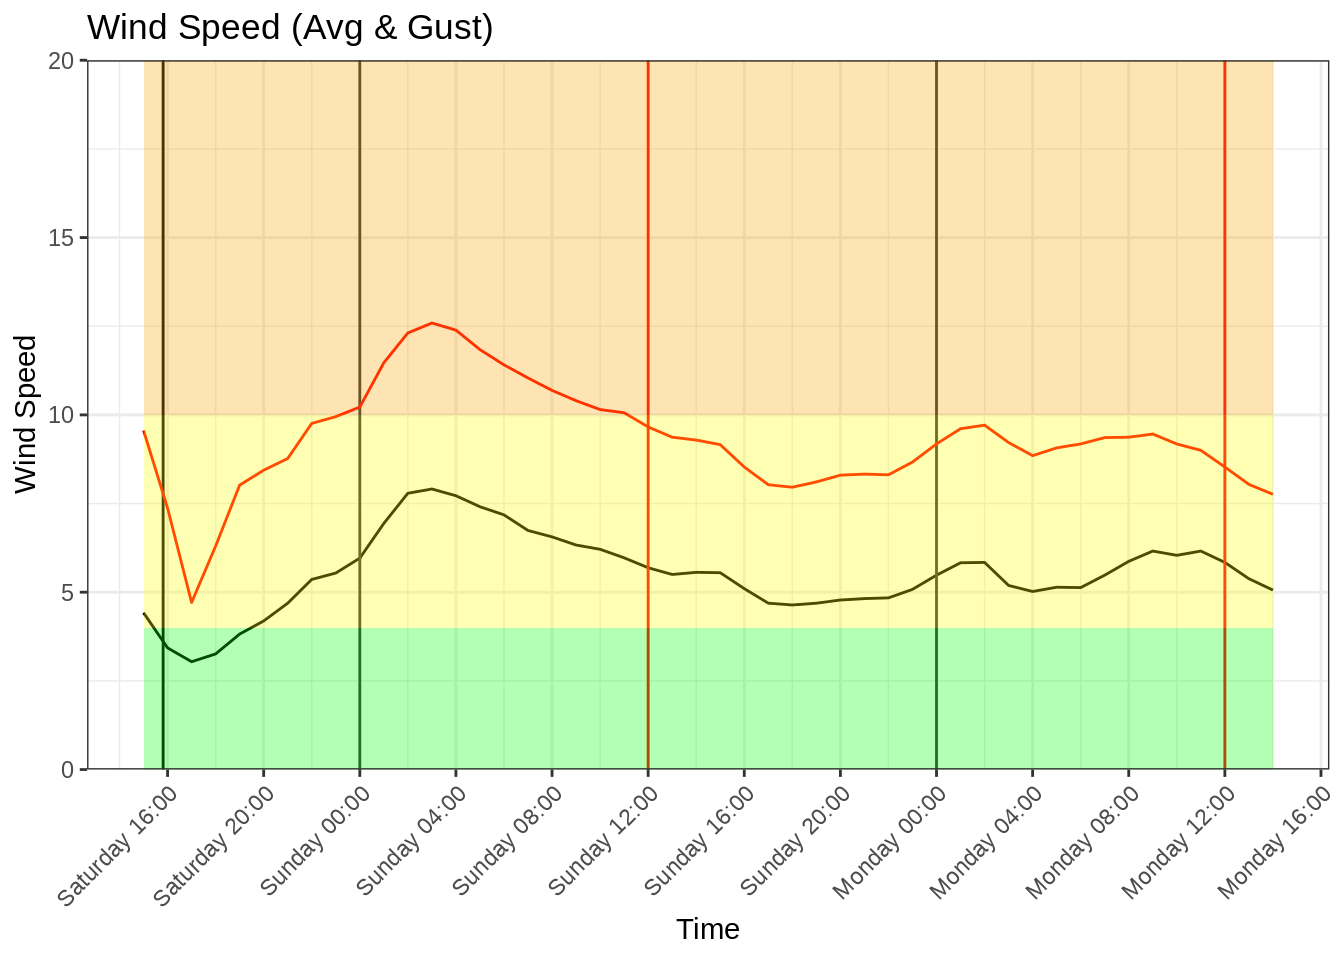 Wind Speed (Avg & Gust)
20
15
10
5
0
Wind Speed
Saturday 16:00
Saturday 20:00
Sunday 00:00
Sunday 04:00
Sunday 08:00
Sunday 12:00
Sunday 16:00
Sunday 20:00
Monday 00:00
Monday 04:00
Monday 08:00
Monday 12:00
Monday 16:00
Time